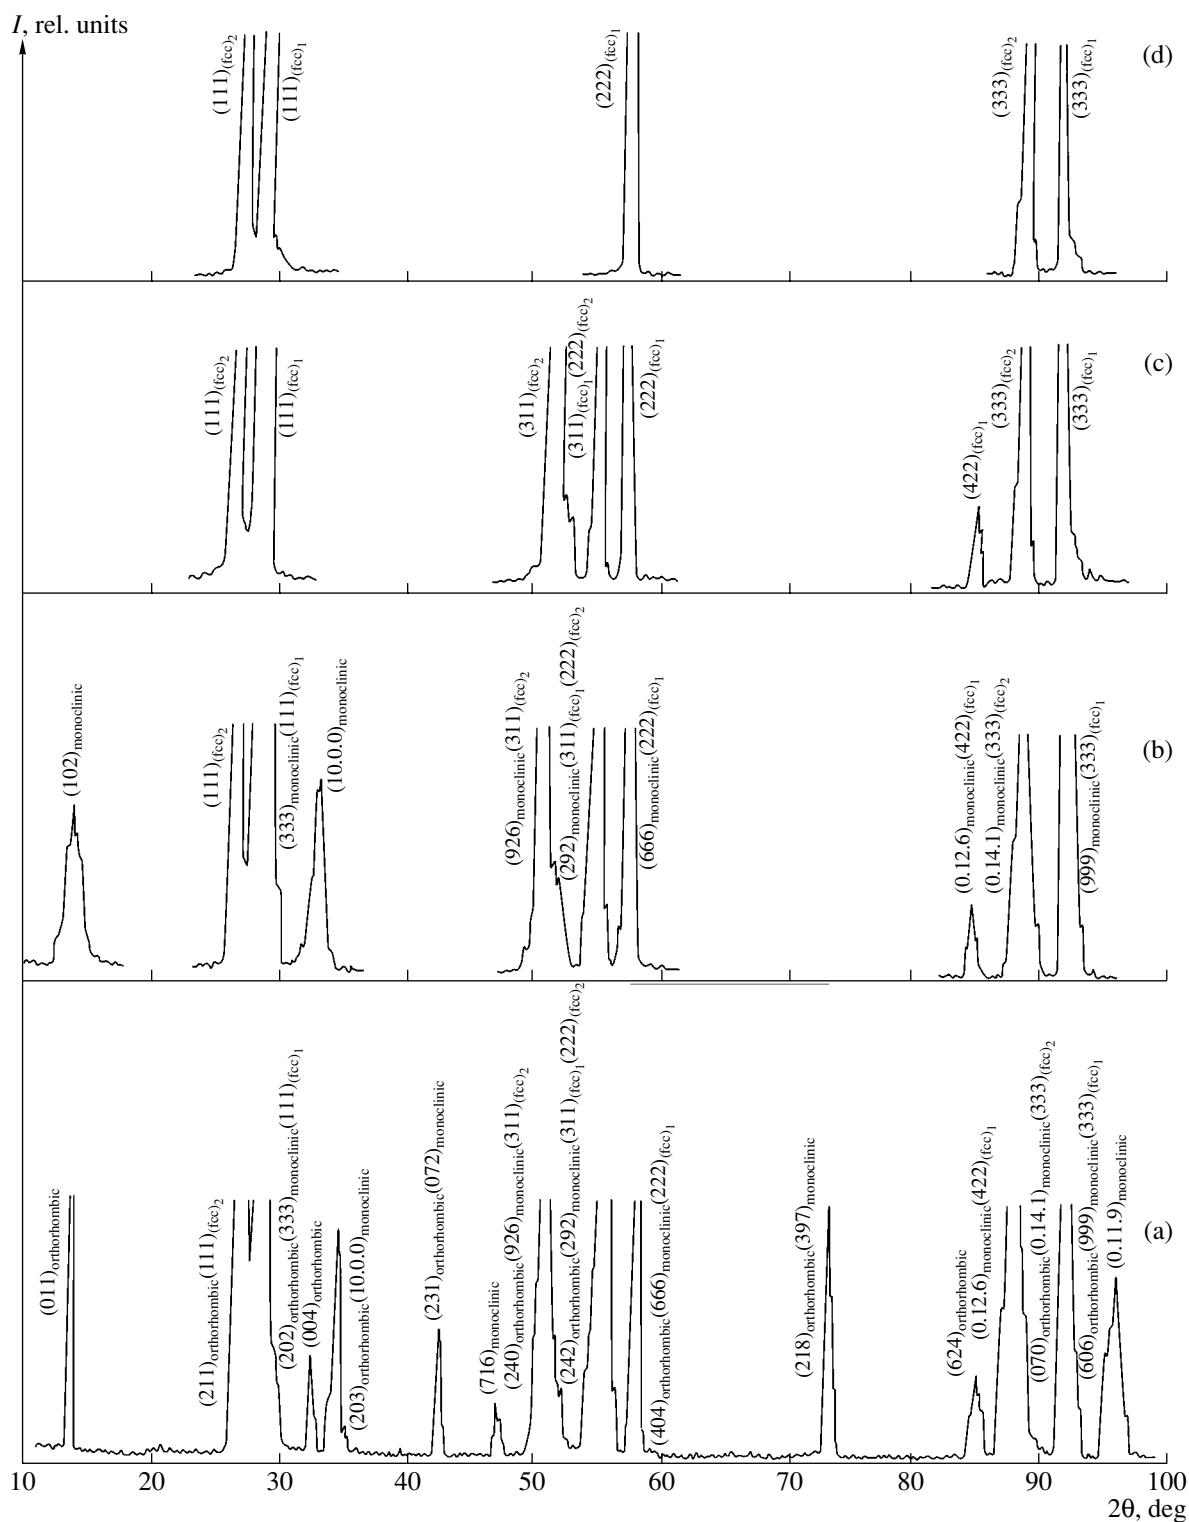 I, rel. units
(d)
(111)(fcc)2
(111)(fcc)1
(222)(fcc)1
(333)(fcc)2
(333)(fcc)1
(c)
(111)(fcc)2
(111)(fcc)1
(311)(fcc)2
(311)(fcc)1(222)(fcc)2
(222)(fcc)1
(422)(fcc)1
(333)(fcc)2
(333)(fcc)1
(b)
(102)monoclinic
(111)(fcc)2
(333)monoclinic(111)(fcc)1
(10.0.0)monoclinic
(926)monoclinic(311)(fcc)2
(292)monoclinic(311)(fcc)1(222)(fcc)2
(666)monoclinic(222)(fcc)1
(0.12.6)monoclinic(422)(fcc)1
(0.14.1)monoclinic(333)(fcc)2
(999)monoclinic(333)(fcc)1
(a)
(011)orthorhombic
(211)orthorhombic(111)(fcc)2
(202)orthorhombic(333)monoclinic(111)(fcc)1
(004)orthorhombic
(203)orthorhombic(10.0.0)monoclinic
(231)orthorhombic(072)monoclinic
(716)monoclinic
(240)orthorhombic(926)monoclinic(311)(fcc)2
(242)orthorhombic(292)monoclinic(311)(fcc)1(222)(fcc)2
(404)orthorhombic(666)monoclinic(222)(fcc)1
(218)orthorhombic(397)monoclinic
(624)orthorhombic
(0.12.6)monoclinic(422)(fcc)1
(070)orthorhombic(0.14.1)monoclinic(333)(fcc)2
(606)orthorhombic(999)monoclinic(333)(fcc)1
(0.11.9)monoclinic
10 20 30 40 50 60 70 80 90 100
2θ, deg